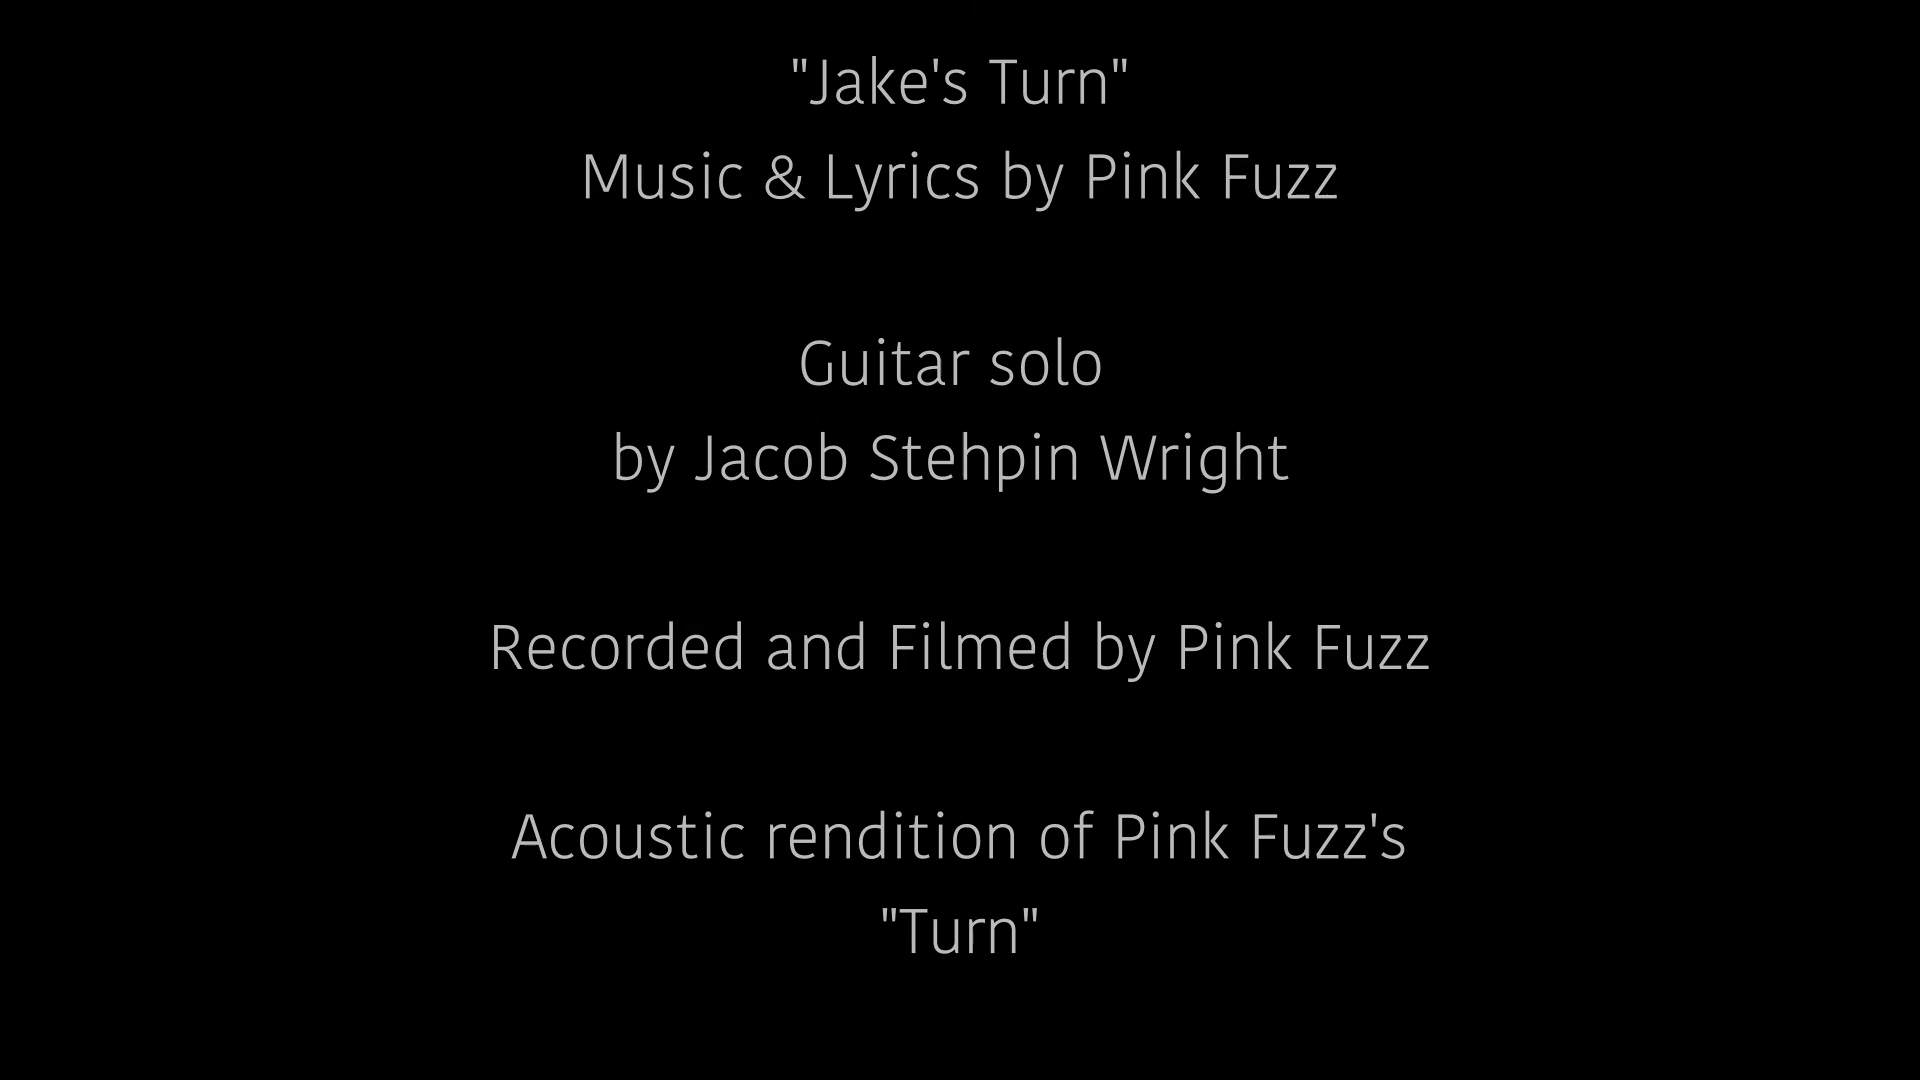 "Jake's Turn"
Music & Lyrics by Pink Fuzz
Guitar solo
by Jacob Stehpin Wright
Recorded and Filmed by Pink Fuzz
Acoustic rendition of Pink Fuzz's
"Turn"